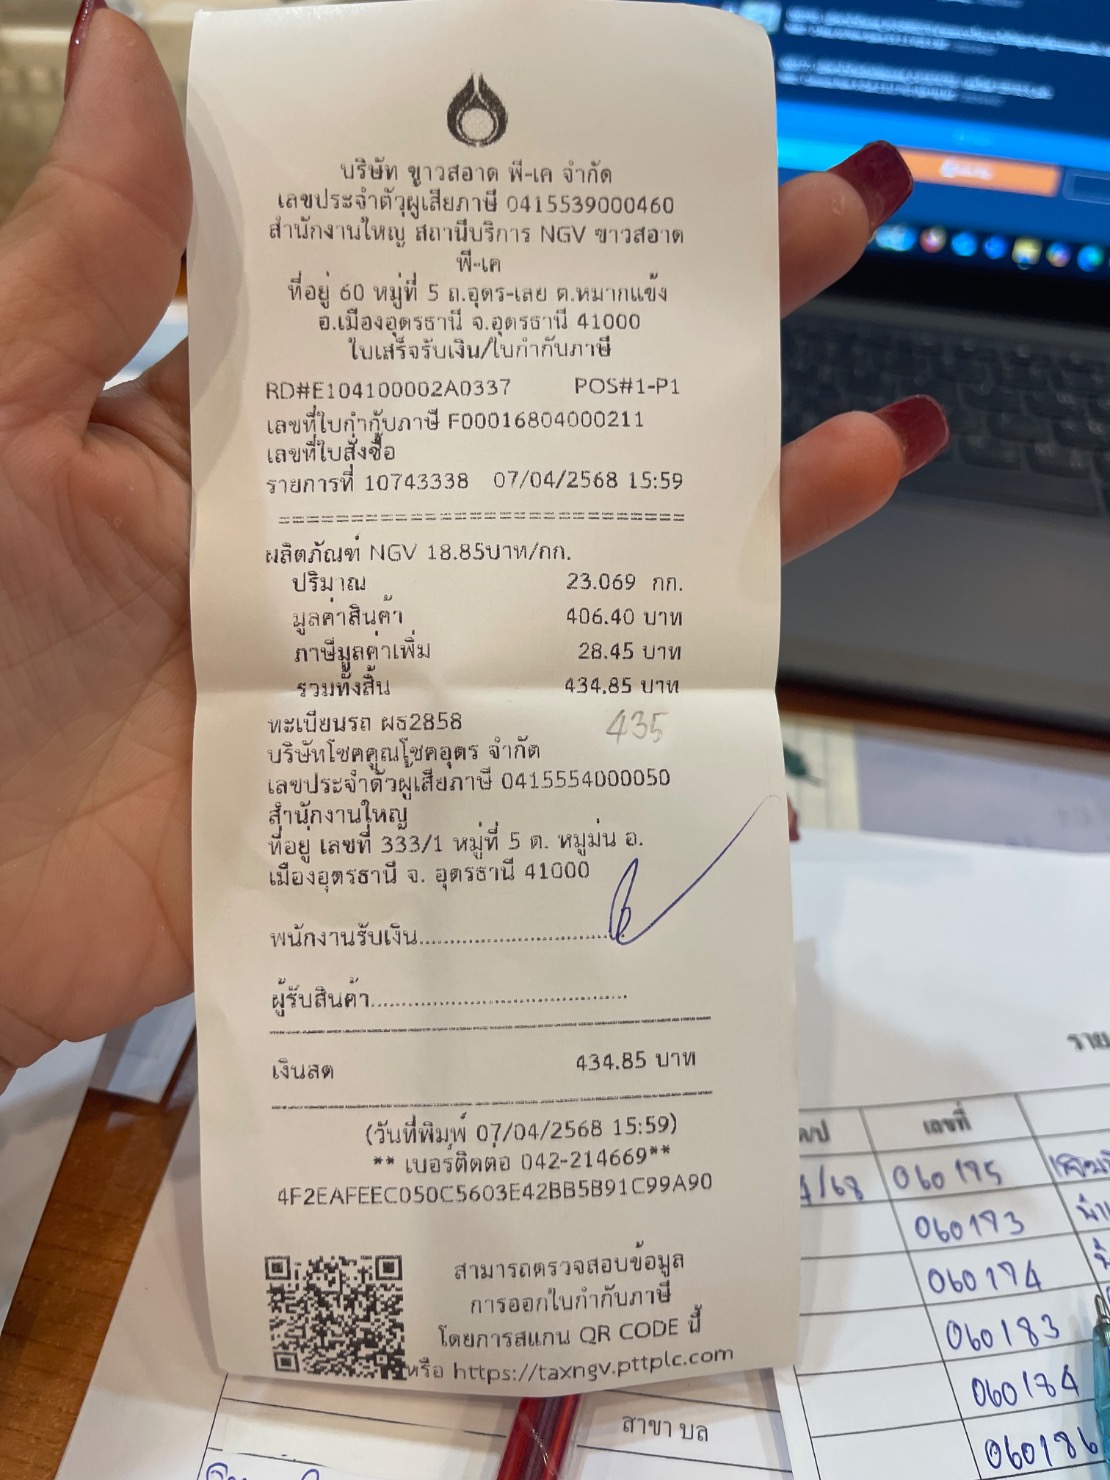 บริษัท ขาวสอาด พี-เค จำกัด
เลขประจำตัวผู้เสียภาษี 0415539000460
สำนักงานใหญ่ สถานีบริการ NGV ขาวสอาด
พี-เค
ที่อยู่ 60 หมู่ที่ 5 ถ.อุดร-เลย ต.หมากแข้ง
อ.เมืองอุดรธานี จ.อุดรธานี 41000
ใบเสร็จรับเงิน/ใบกำกับภาษี
RD#E104100002A0337 POS#1-P1
เลขที่ใบกำกับภาษี F00016804000211
เลขที่ใบสั่งซื้อ
รายการที่ 10743338 07/04/2568 15:59
ผลิตภัณฑ์ NGV 18.85บาท/กก.
ปริมาณ 23.069 กก.
มูลค่าสินค้า 406.40 บาท
ภาษีมูลค่าเพิ่ม 28.45 บาท
รวมทั้งสิ้น 434.85 บาท
ทะเบียนรถ ผธ2858
435
บริษัทโชคคูณโชคอุดร จำกัด
เลขประจำตัวผู้เสียภาษี 0415554000050
สำนักงานใหญ่
ที่อยู่ เลขที่ 333/1 หมู่ที่ 5 ต. หมูม่น อ.
เมืองอุดรธานี จ. อุดรธานี 41000
พนักงานรับเงิน..............................
ผู้รับสินค้า......................................
เงินสด 434.85 บาท
(วันที่พิมพ์ 07/04/2568 15:59)
** เบอร์ติดต่อ 042-214669**
4F2EAFEEC050C5603E42BB5B91C99A90
สามารถตรวจสอบข้อมูล
การออกใบกำกับภาษี
โดยการสแกน QR CODE นี้
หรือ https://taxngv.pttplc.com
ราย
เลขที่
4/68 060175
060173
060174
060183
060184
060186
สาขา บล